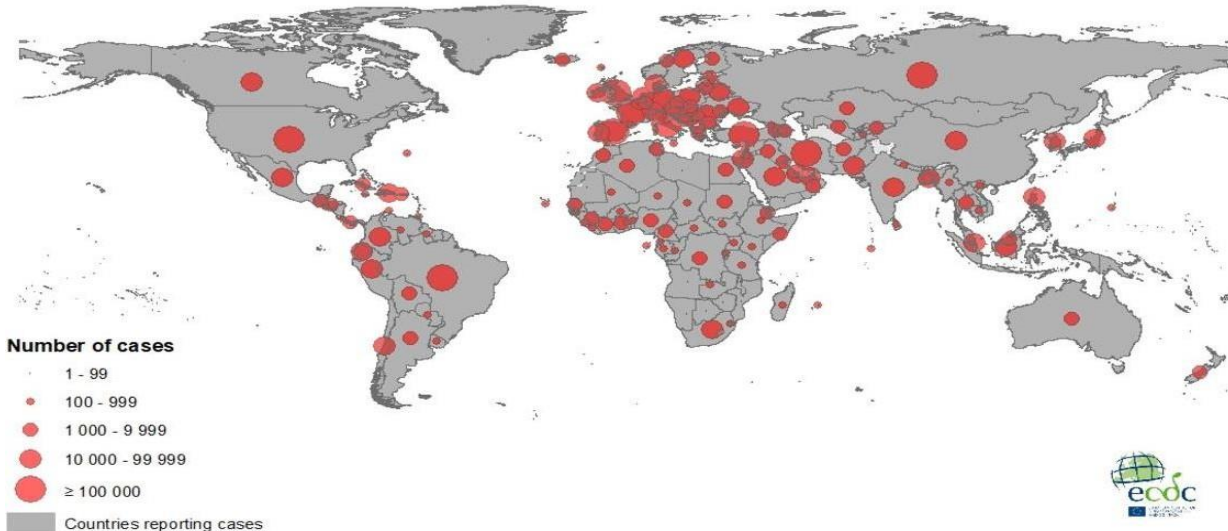 Number of cases
1 - 99
100 - 999
1 000 - 9 999
10 000 - 99 999
≥ 100 000
Countries reporting cases
ecdc